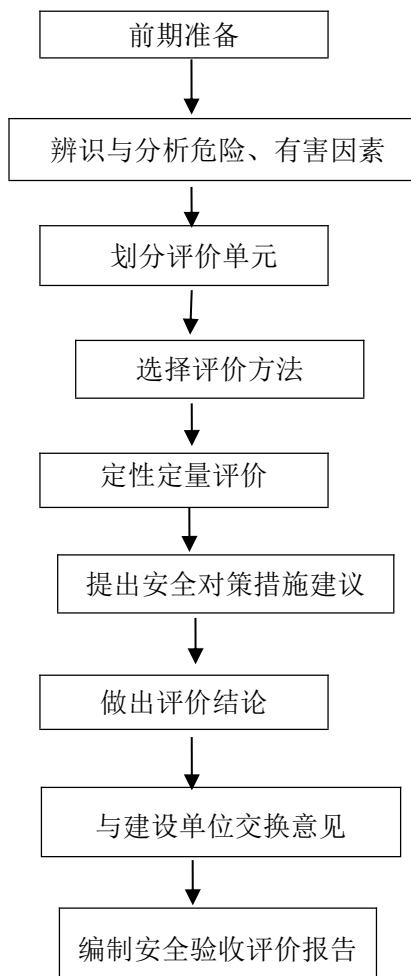 前期准备
辨识与分析危险、有害因素
划分评价单元
选择评价方法
定性定量评价
提出安全对策措施建议
做出评价结论
与建设单位交换意见
编制安全验收评价报告